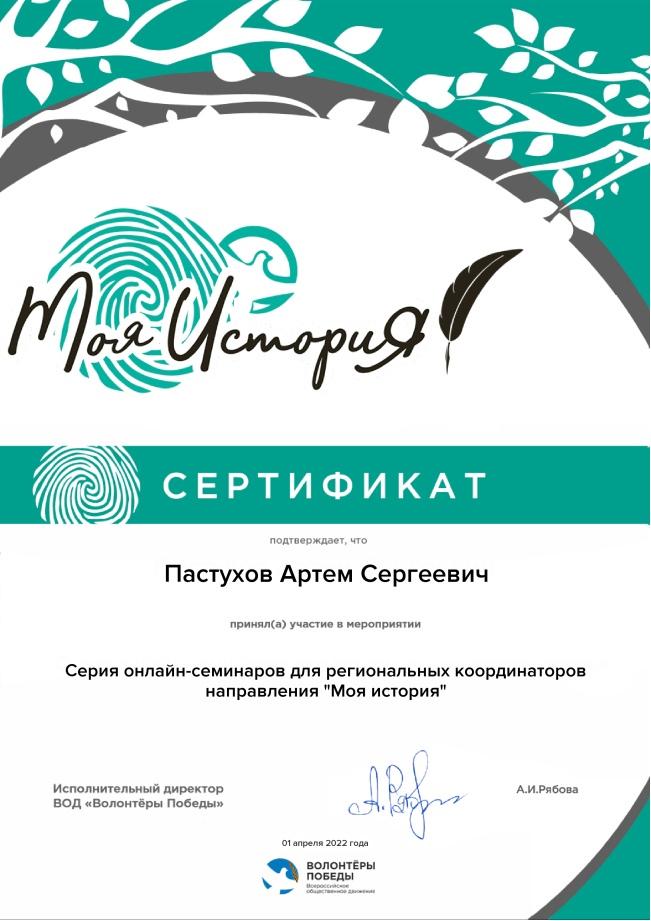 Моя История
СЕРТИФИКАТ
подтверждает, что
Пастухов Артем Сергеевич
принял(а) участие в мероприятии
Серия онлайн-семинаров для региональных координаторов
направления "Моя история"
Исполнительный директор
ВОД «Волонтёры Победы»
А.Рябова
А.И.Рябова
01 апреля 2022 года
ВОЛОНТЁРЫ
ПОБЕДЫ
Всероссийское
общественное движение